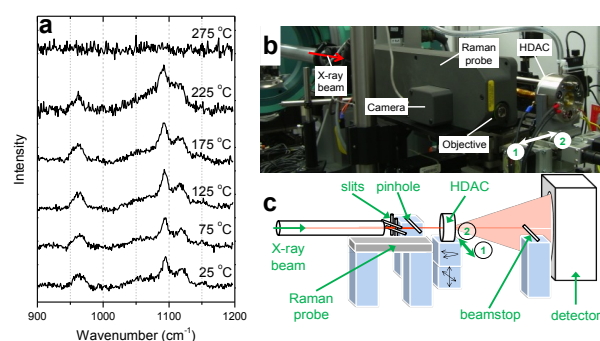 a
275 °C
225 °C
175 °C
125 °C
75 °C
25 °C
Intensity
900 1000 1100 1200
Wavenumber (cm⁻¹)
b
X-ray
beam
Raman
probe
HDAC
Camera
Objective
1 2
c
slits pinhole HDAC
X-ray
beam
2
1
Raman
probe
beamstop
detector